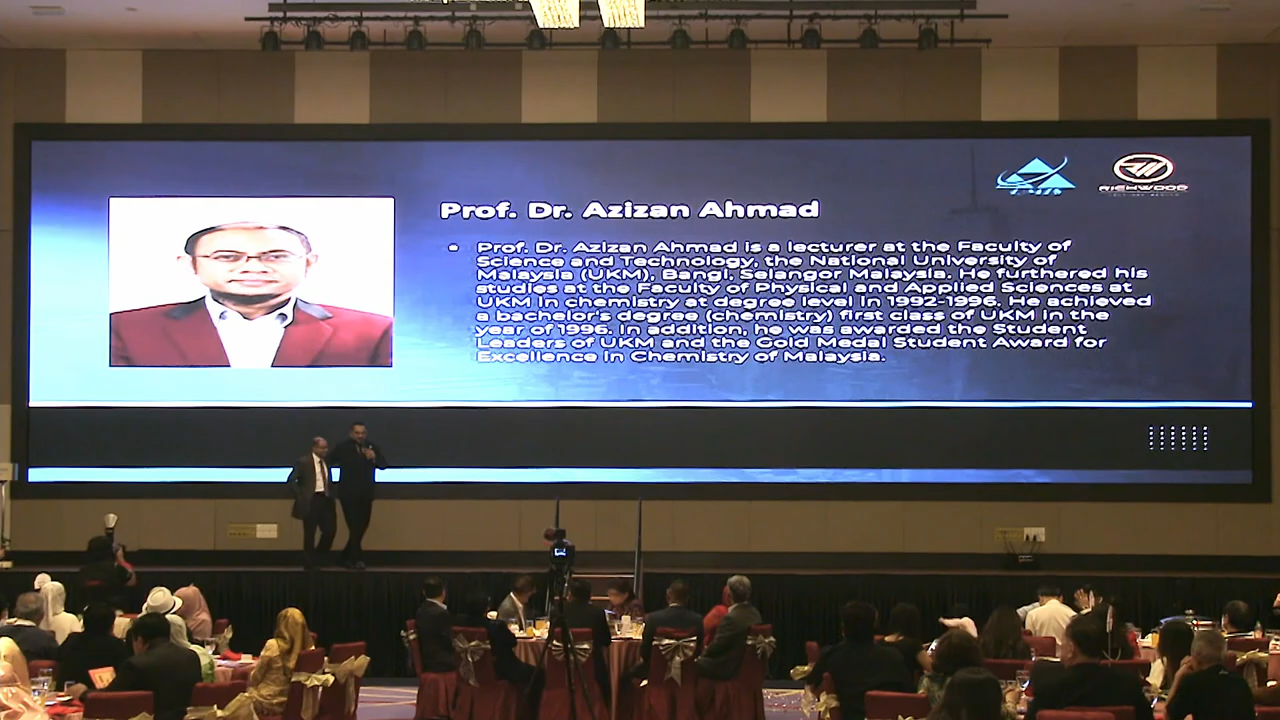 RICHWOOD
Prof. Dr. Azizan Ahmad
Prof. Dr. Azizan Ahmad is a lecturer at the Faculty of
Science and Technology, the National University of
Malaysia (UKM), Bangi, Selangor Malaysia. He furthered his
studies at the Faculty of Physical and Applied Sciences at
UKM in chemistry at degree level in 1992-1996. He achieved
a bachelor's degree (chemistry) first class of UKM in the
year of 1996. In addition, he was awarded the Student
Leaders of UKM and the Gold Medal Student Award for
Excellence in Chemistry of Malaysia.